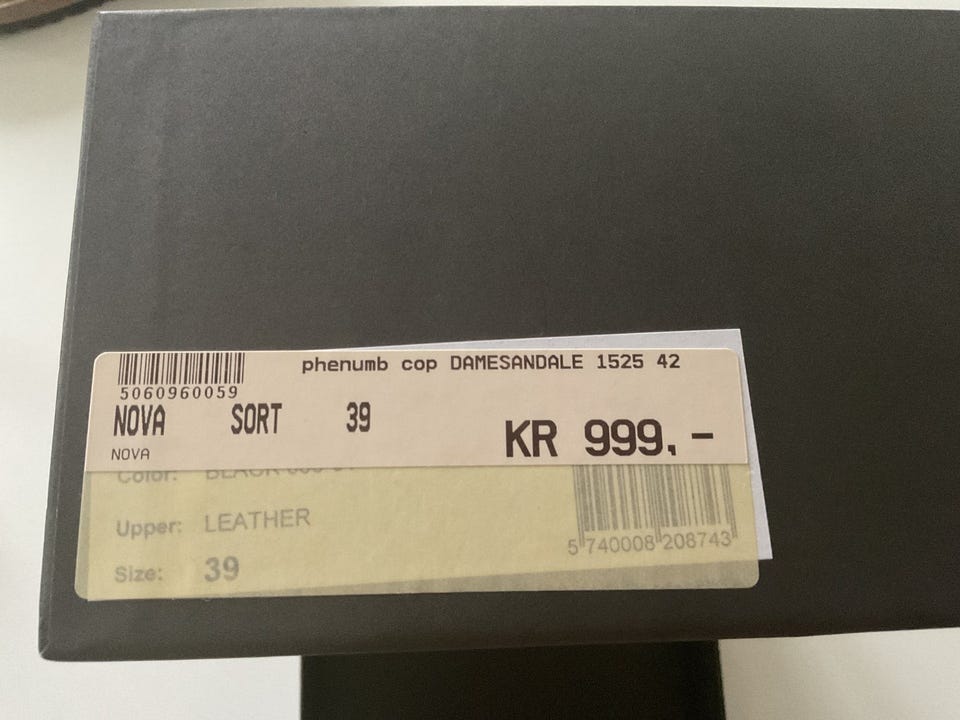 phenumb cop DAMESANDALE 1525 42
5060960059
NOVA SORT 39
KR 999,-
NOVA
Color: BLACK
Upper: LEATHER
5 740008 208743
Size: 39